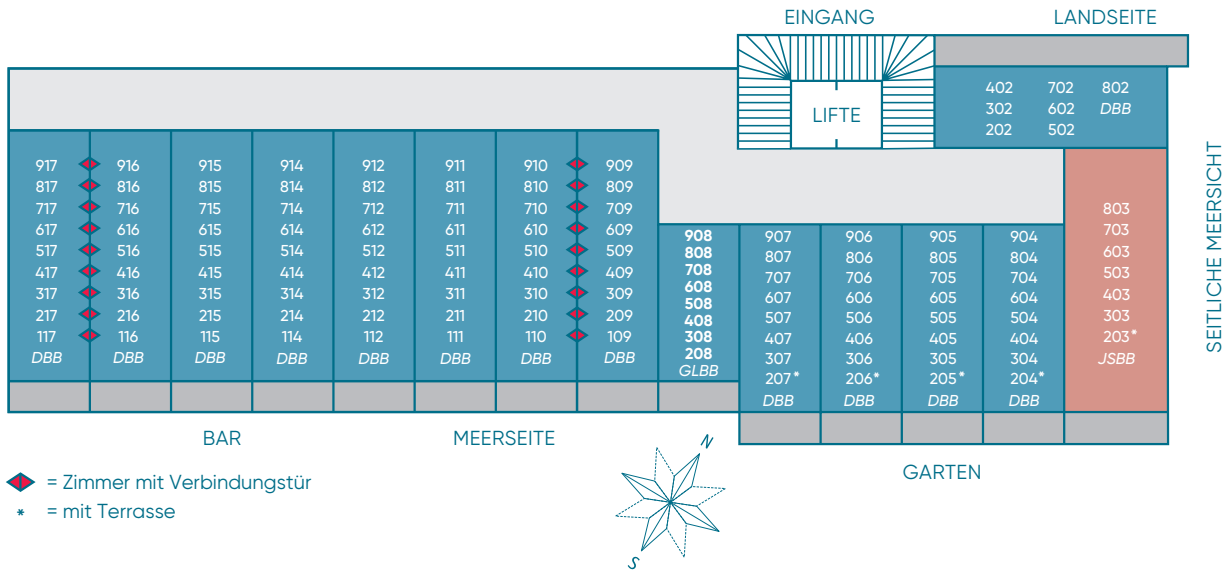 EINGANG
LANDSEITE
LIFTE
402 702 802
302 602 DBB
202 502
SEITLICHE MEERSICHT
917 916 915 914 912 911 910 909
817 816 815 814 812 811 810 809
717 716 715 714 712 711 710 709
617 616 615 614 612 611 610 609
517 516 515 514 512 511 510 509
417 416 415 414 412 411 410 409
317 316 315 314 312 311 310 309
217 216 215 214 212 211 210 209
117 116 115 114 112 111 110 109
DBB DBB DBB DBB DBB DBB DBB DBB
908
808
708
608
508
408
308
208
GLBB
907 906 905 904
807 806 805 804
707 706 705 704
607 606 605 604
507 506 505 504
407 406 405 404
307 306 305 304
207* 206* 205* 204*
DBB DBB DBB DBB
803
703
603
503
403
303
203*
JSBB
BAR
MEERSEITE
GARTEN
= Zimmer mit Verbindungstür
* = mit Terrasse
N
S